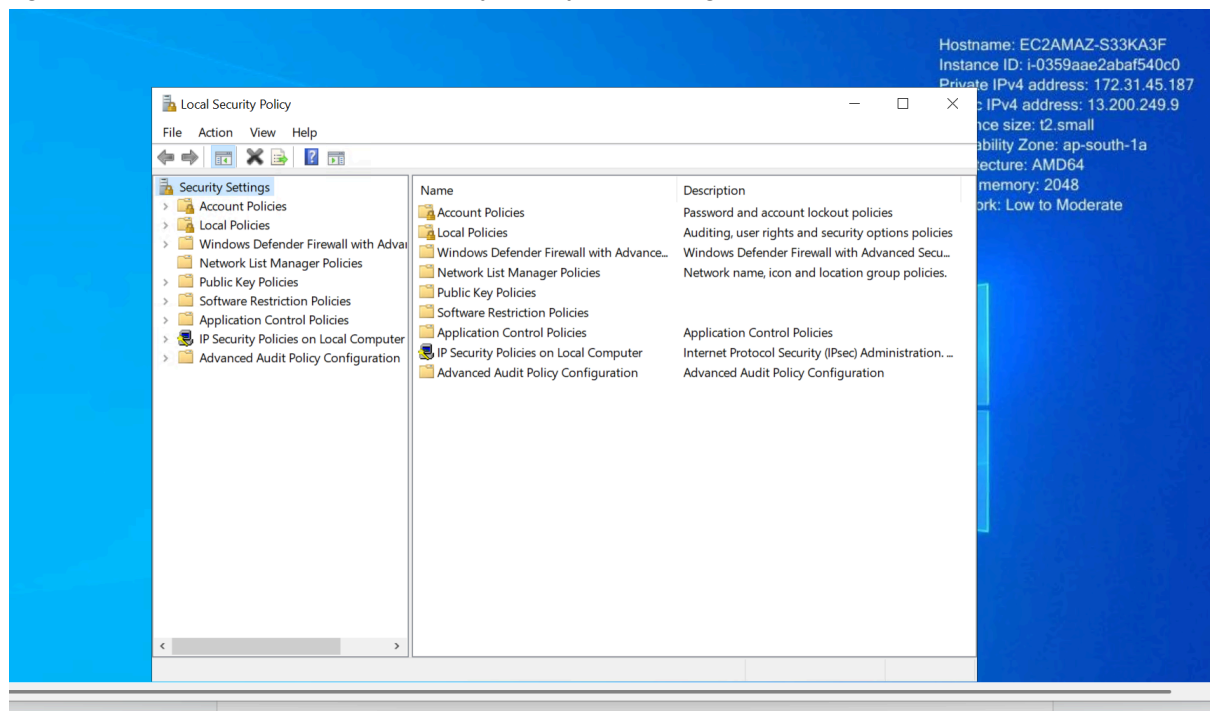 Hostname: EC2AMAZ-S33KA3F
Instance ID: i-0359aae2abaf540c0
Private IPv4 address: 172.31.45.187
IPv4 address: 13.200.249.9
size: t2.small
Zone: ap-south-1a
AMD64
memory: 2048
Low to Moderate
Local Security Policy
File Action View Help
Security Settings
Account Policies
Local Policies
Windows Defender Firewall with Advan
Network List Manager Policies
Public Key Policies
Software Restriction Policies
Application Control Policies
IP Security Policies on Local Computer
Advanced Audit Policy Configuration
Name Description
Account Policies Password and account lockout policies
Local Policies Auditing, user rights and security options policies
Windows Defender Firewall with Advance... Windows Defender Firewall with Advanced Secu...
Network List Manager Policies Network name, icon and location group policies.
Public Key Policies
Software Restriction Policies
Application Control Policies Application Control Policies
IP Security Policies on Local Computer Internet Protocol Security (IPsec) Administration. ...
Advanced Audit Policy Configuration Advanced Audit Policy Configuration